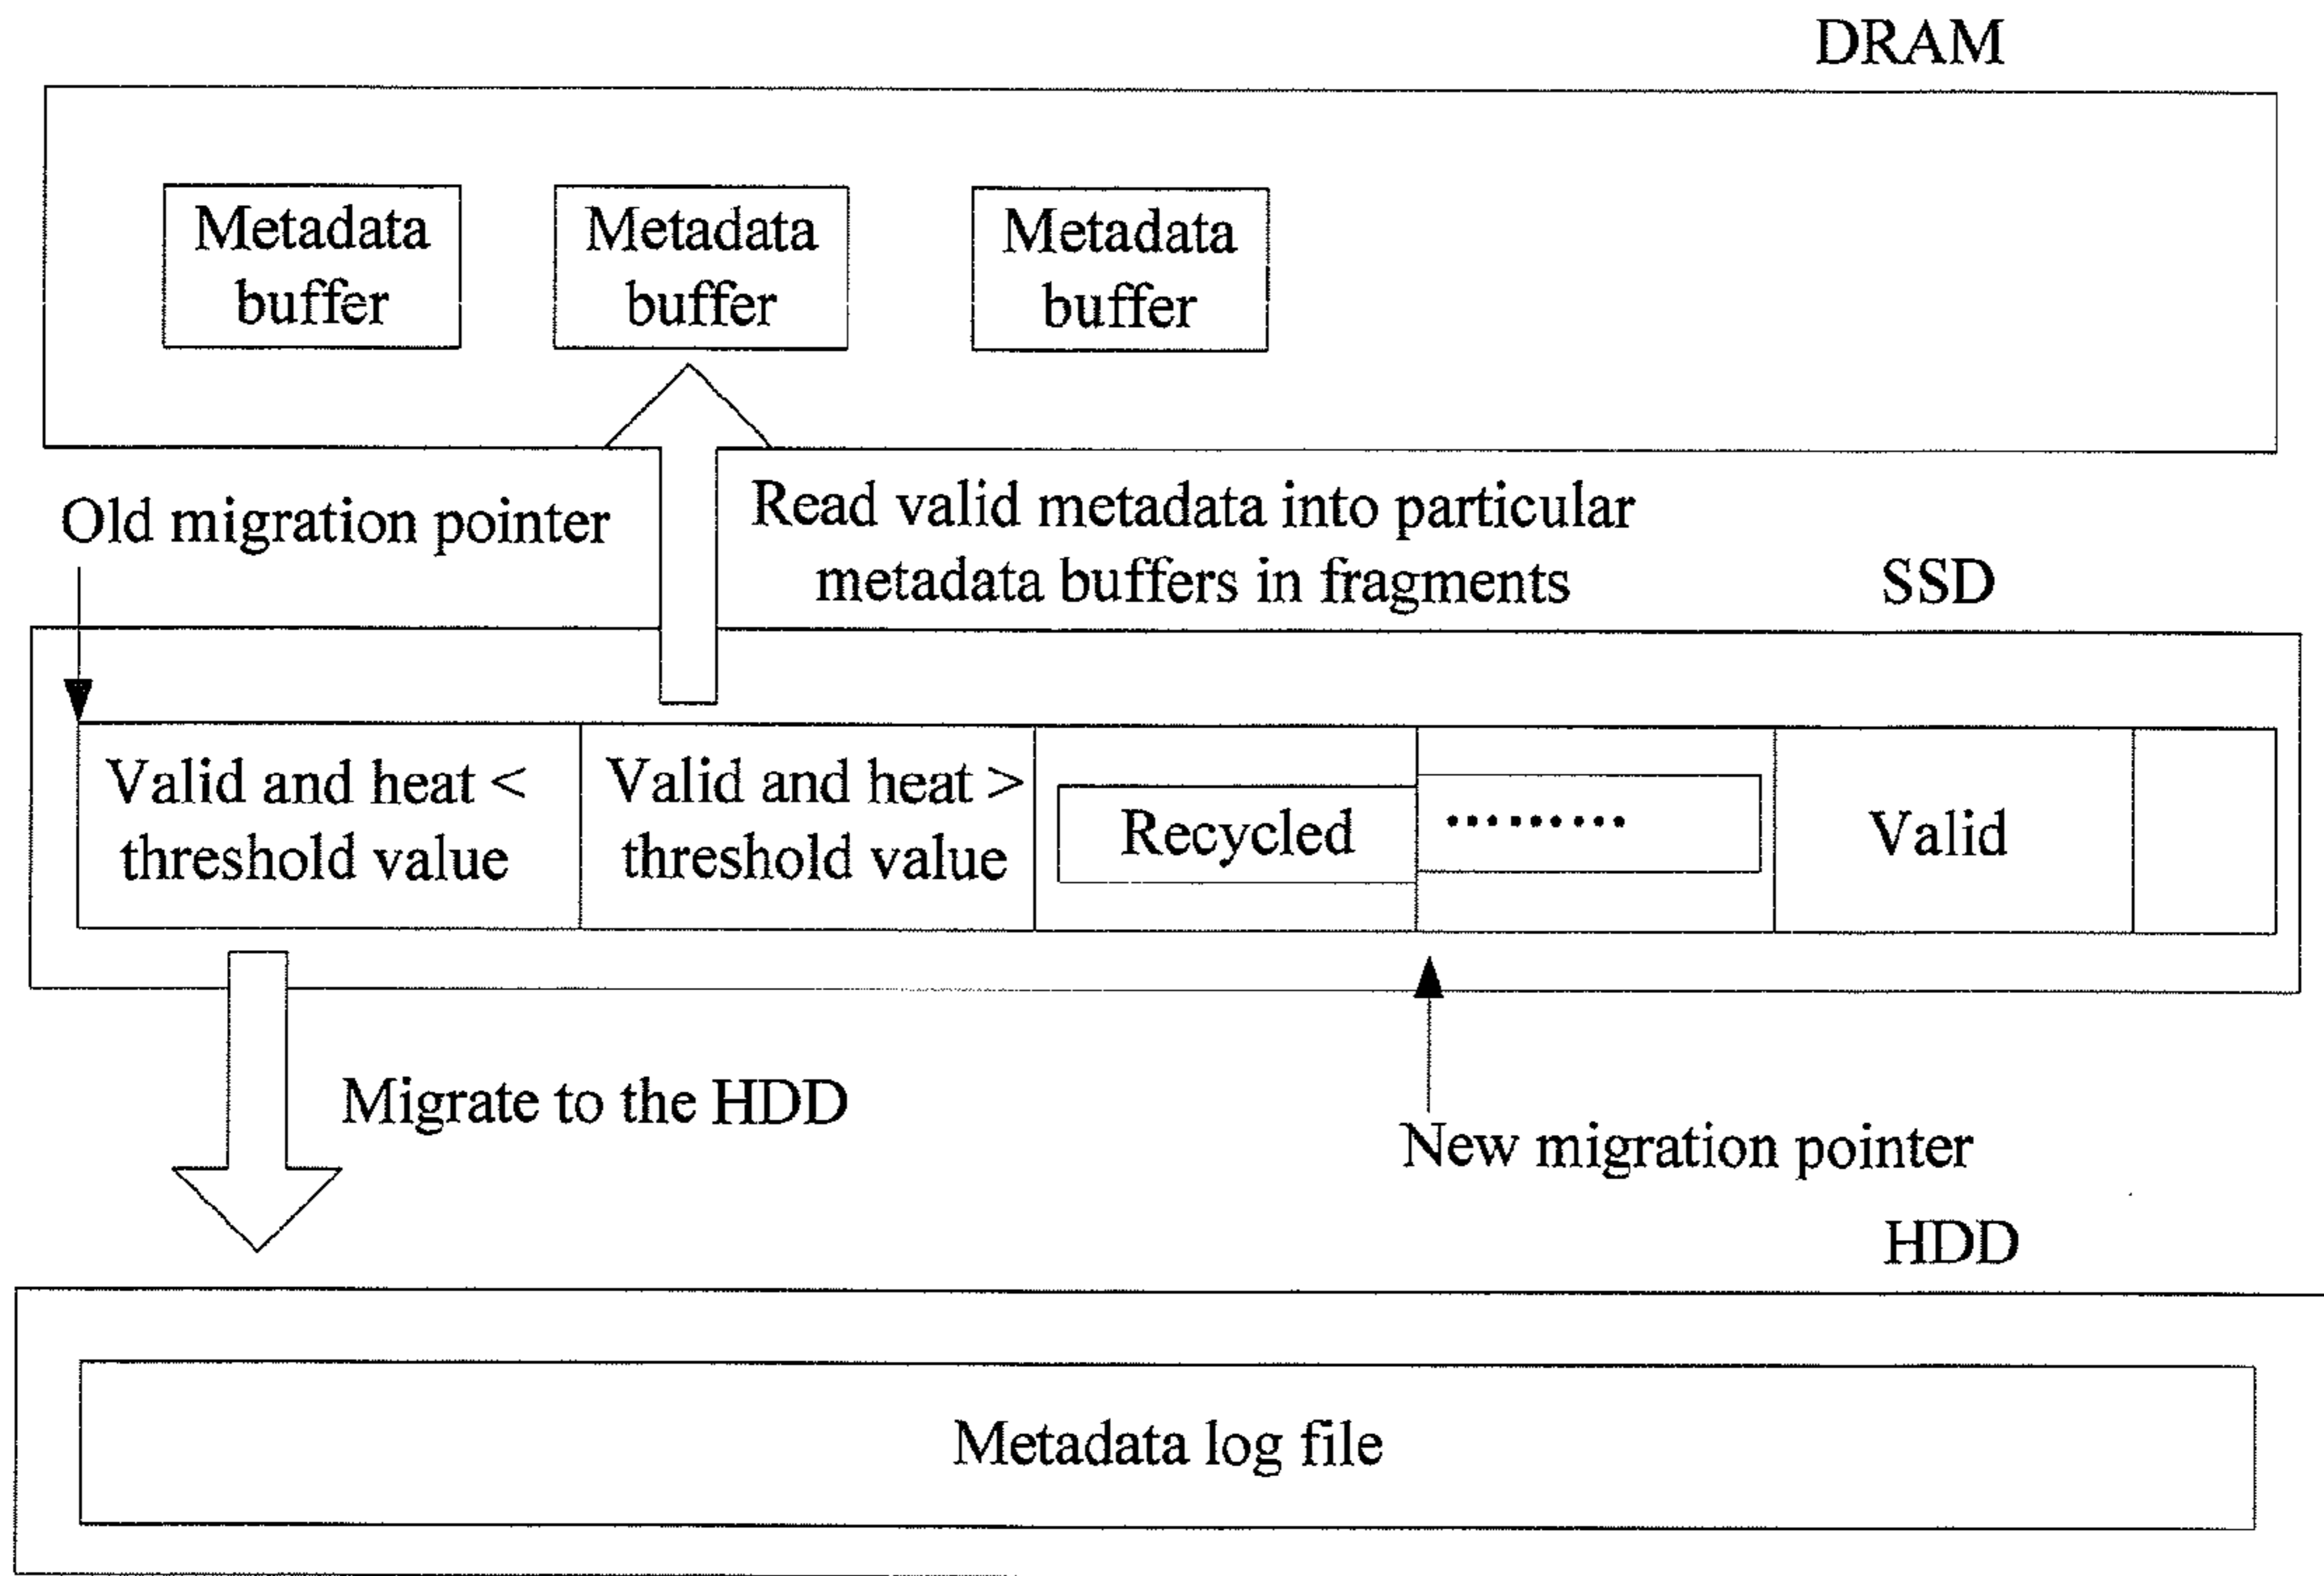 DRAM
Metadata
buffer
Metadata
buffer
Metadata
buffer
Old migration pointer
Read valid metadata into particular
metadata buffers in fragments
SSD
Valid and heat <
threshold value
Valid and heat >
threshold value
Recycled
.........
Valid
Migrate to the HDD
New migration pointer
HDD
Metadata log file